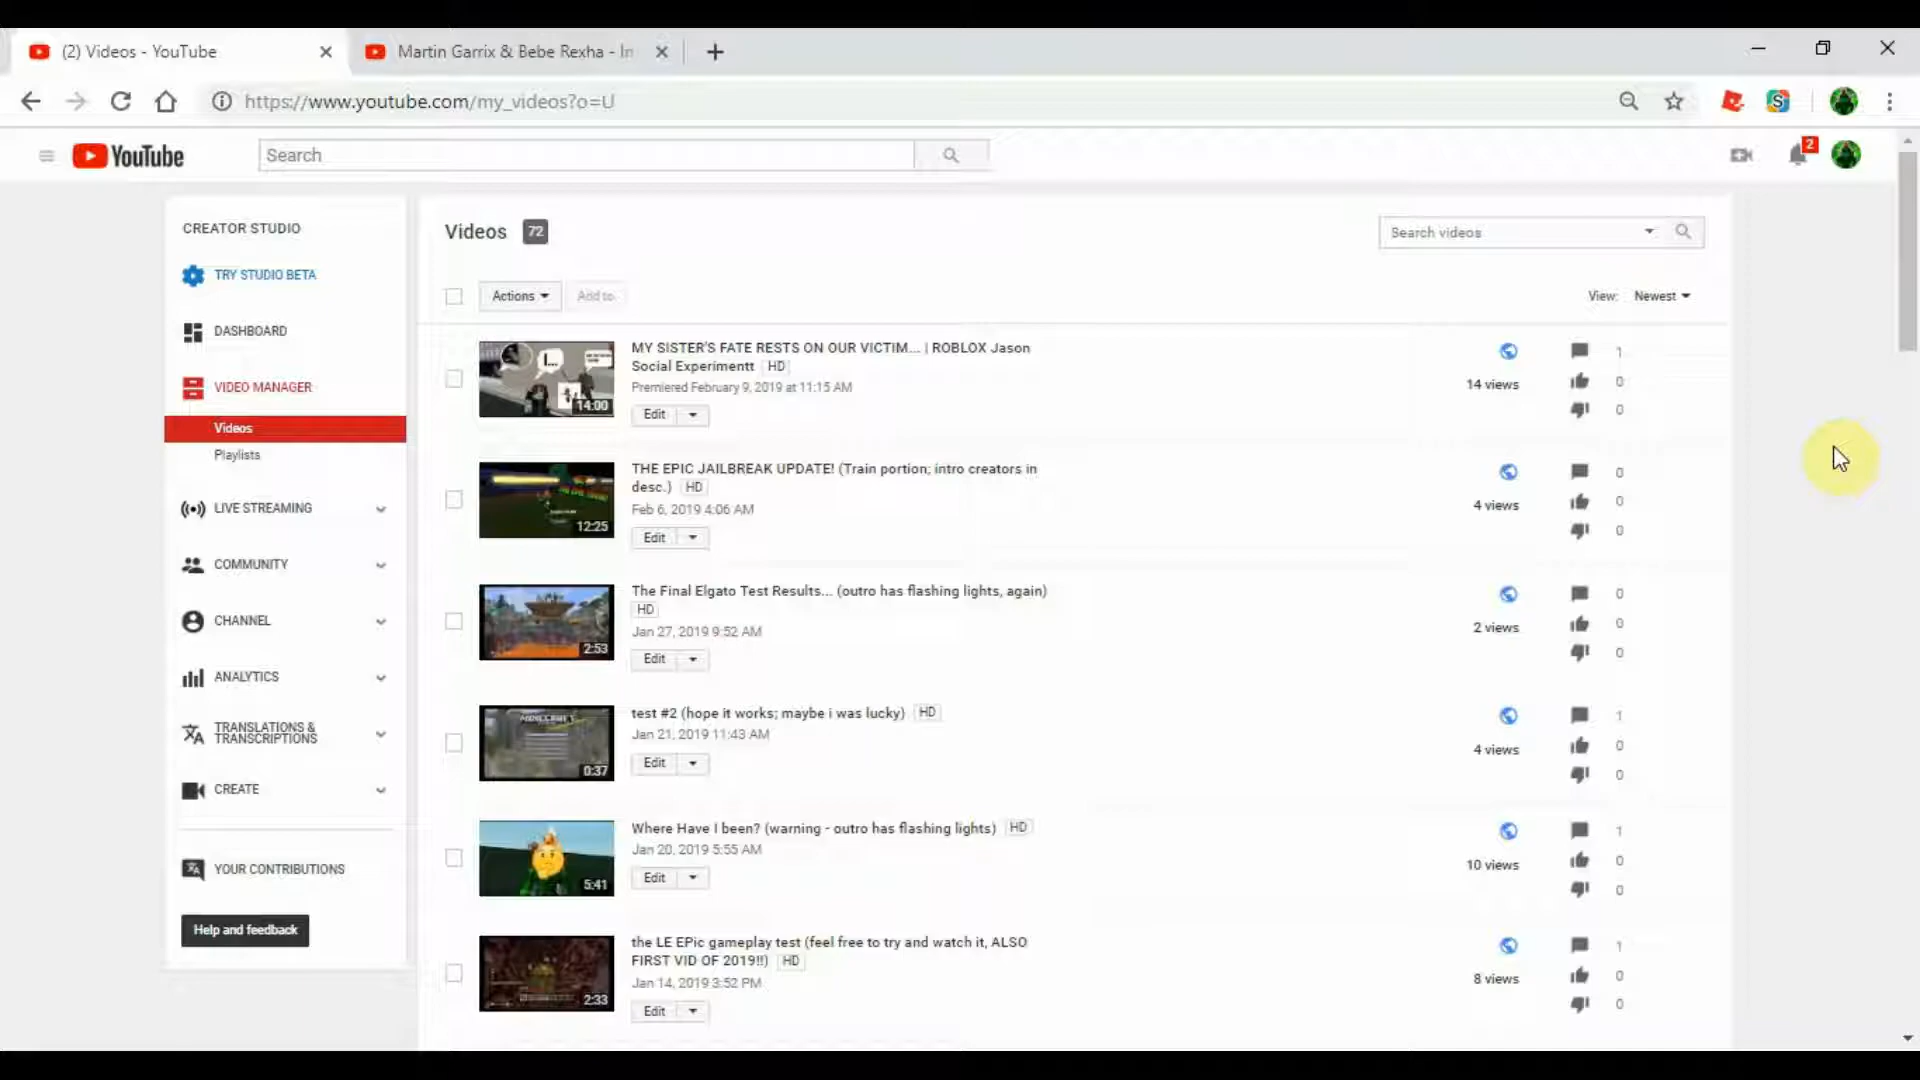 (2) Videos - YouTube
Martin Garrix & Bebe Rexha - In
https://www.youtube.com/my_videos?o=U
YouTube
Search
2
CREATOR STUDIO
TRY STUDIO BETA
DASHBOARD
VIDEO MANAGER
Videos
Playlists
LIVE STREAMING
COMMUNITY
CHANNEL
ANALYTICS
TRANSLATIONS &
TRANSCRIPTIONS
CREATE
YOUR CONTRIBUTIONS
Help and feedback
Videos 72
Search videos
Actions
Add to
View: Newest
MY SISTER'S FATE RESTS ON OUR VICTIM... | ROBLOX Jason
Social Experimentt HD
Premiered February 9, 2019 at 11:15 AM
Edit
I...
14:00
14 views
1
0
0
THE EPIC JAILBREAK UPDATE! (Train portion; intro creators in
desc.) HD
Feb 6, 2019 4:06 AM
Edit
12:25
4 views
0
0
0
The Final Elgato Test Results... (outro has flashing lights, again)
HD
Jan 27, 2019 9:52 AM
Edit
2:53
2 views
0
0
0
test #2 (hope it works; maybe i was lucky) HD
Jan 21, 2019 11:43 AM
Edit
0:37
4 views
1
0
0
Where Have I been? (warning - outro has flashing lights) HD
Jan 20, 2019 5:55 AM
Edit
5:41
10 views
1
0
0
the LE EPic gameplay test (feel free to try and watch it, ALSO
FIRST VID OF 2019!!) HD
Jan 14, 2019 3:52 PM
Edit
2:33
8 views
1
0
0